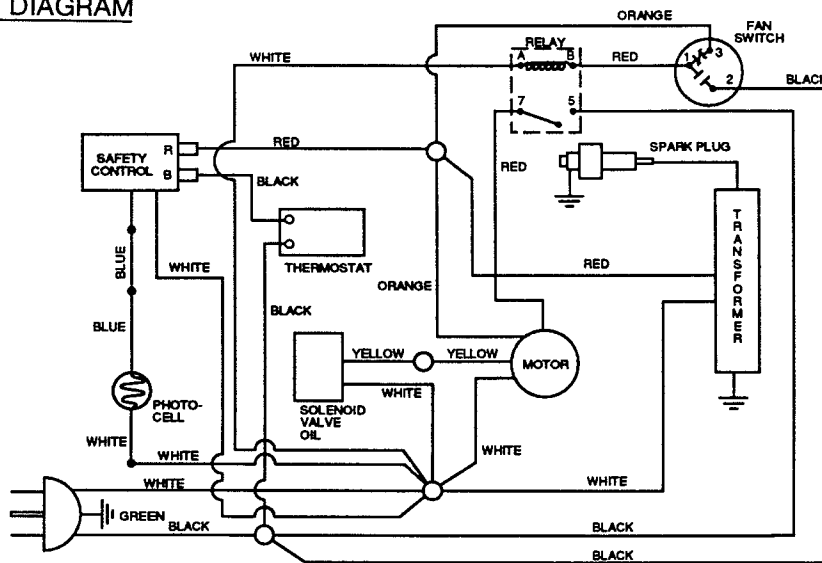 DIAGRAM
ORANGE
FAN
SWITCH
RELAY
WHITE
A
B
RED
1
3
2
BLACK
7
5
SAFETY
CONTROL
R
B
RED
BLACK
RED
SPARK PLUG
THERMOSTAT
BLUE
WHITE
RED
TRANSFORMER
ORANGE
BLACK
BLUE
YELLOW
YELLOW
MOTOR
WHITE
PHOTO-
CELL
SOLENOID
VALVE
OIL
WHITE
WHITE
WHITE
WHITE
WHITE
GREEN
BLACK
BLACK
BLACK